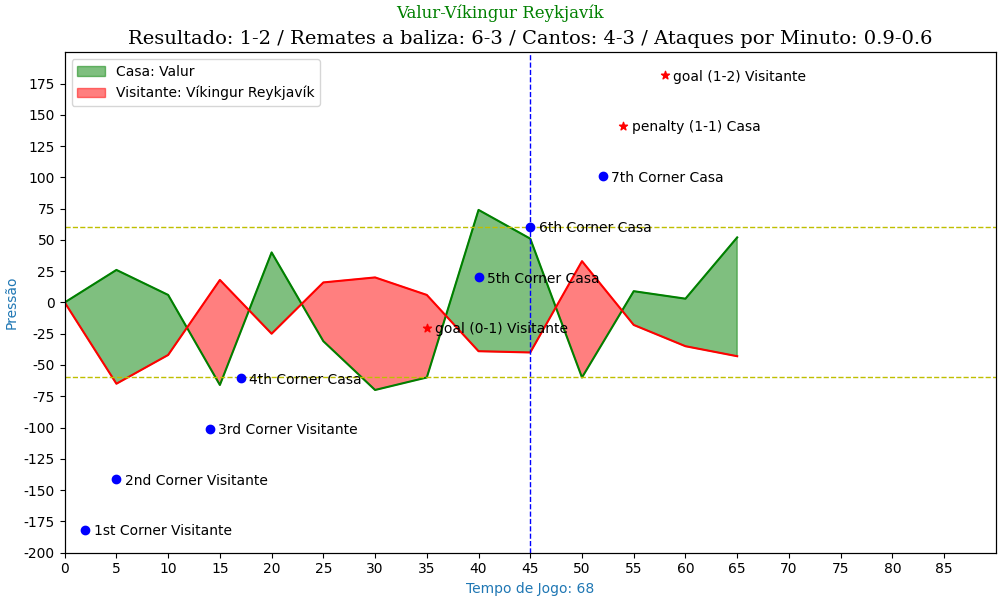 Valur-Víkingur Reykjavík
Resultado: 1-2 / Remates a baliza: 6-3 / Cantos: 4-3 / Ataques por Minuto: 0.9-0.6
Casa: Valur
Visitante: Víkingur Reykjavík
goal (1-2) Visitante
penalty (1-1) Casa
7th Corner Casa
6th Corner Casa
5th Corner Casa
goal (0-1) Visitante
4th Corner Casa
3rd Corner Visitante
2nd Corner Visitante
1st Corner Visitante
175
150
125
100
75
50
25
0
-25
-50
-75
-100
-125
-150
-175
-200
Pressão
0 5 10 15 20 25 30 35 40 45 50 55 60 65 70 75 80 85
Tempo de Jogo: 68